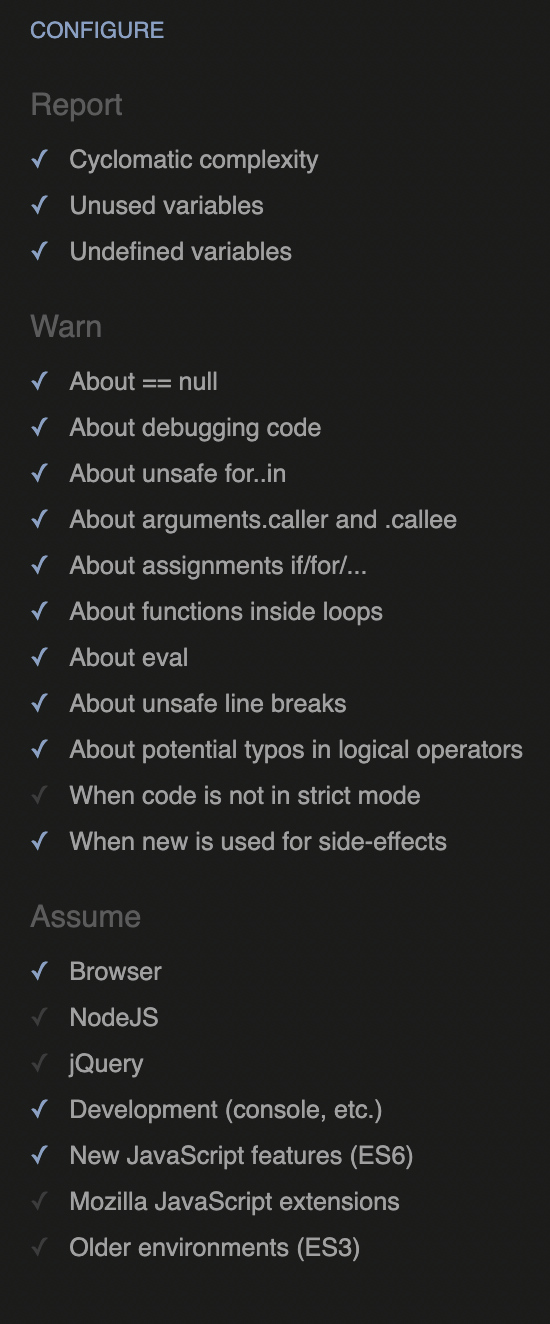 CONFIGURE
Report
✓ Cyclomatic complexity
✓ Unused variables
✓ Undefined variables
Warn
✓ About == null
✓ About debugging code
✓ About unsafe for..in
✓ About arguments.caller and .callee
✓ About assignments if/for/...
✓ About functions inside loops
✓ About eval
✓ About unsafe line breaks
✓ About potential typos in logical operators
✓ When code is not in strict mode
✓ When new is used for side-effects
Assume
✓ Browser
✓ NodeJS
✓ jQuery
✓ Development (console, etc.)
✓ New JavaScript features (ES6)
✓ Mozilla JavaScript extensions
✓ Older environments (ES3)